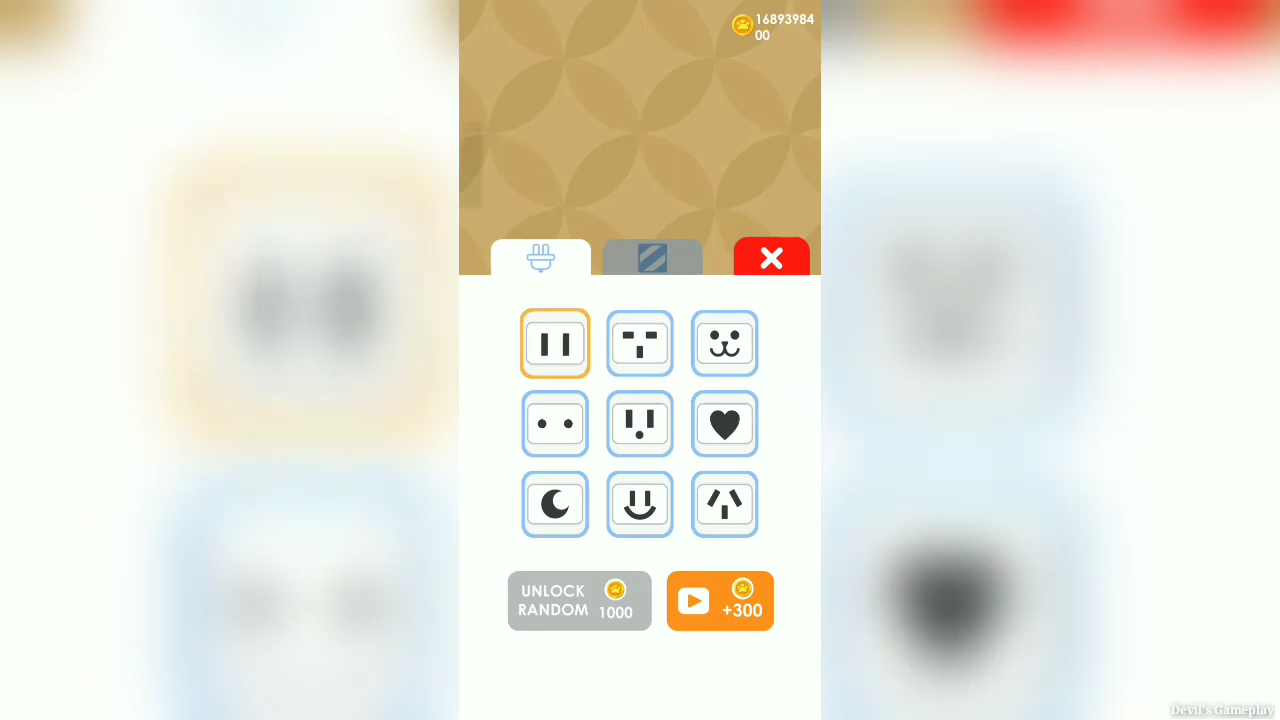 16893984
00
UNLOCK
RANDOM 1000
+300
Devil's Gameplay